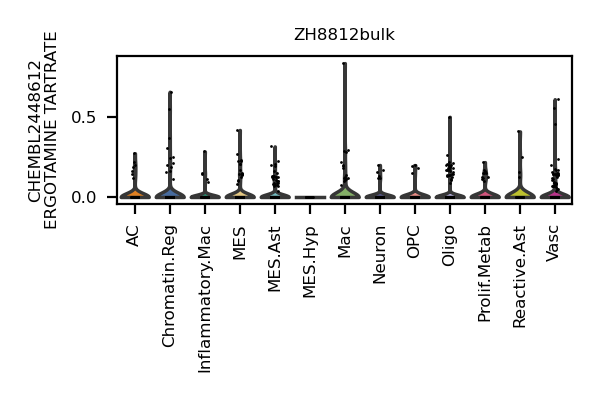 ZH8812bulk
CHEMBL2448612
ERGOTAMINE TARTRATE
0.5
0.0
AC
Chromatin.Reg
Inflammatory.Mac
MES
MES.Ast
MES.Hyp
Mac
Neuron
OPC
Oligo
Prolif.Metab
Reactive.Ast
Vasc